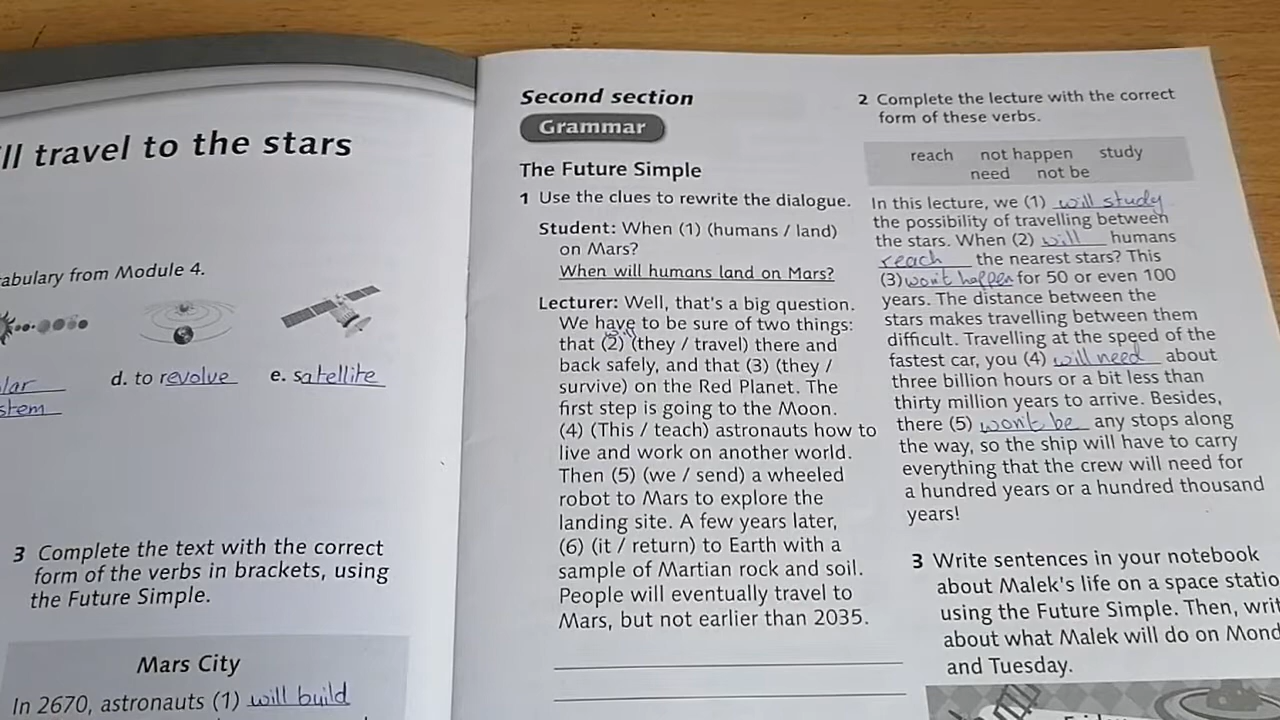 ll travel to the stars
abulary from Module 4.
lar
stem
d. to revolve
e. satellite
3 Complete the text with the correct
form of the verbs in brackets, using
the Future Simple.
Mars City
In 2670, astronauts (1) will build
Second section
Grammar
The Future Simple
1 Use the clues to rewrite the dialogue.
Student: When (1) (humans / land)
on Mars?
When will humans land on Mars?
Lecturer: Well, that's a big question.
We have to be sure of two things:
will
that (2) (they / travel) there and
back safely, and that (3) (they /
survive) on the Red Planet. The
first step is going to the Moon.
(4) (This / teach) astronauts how to
live and work on another world.
Then (5) (we / send) a wheeled
robot to Mars to explore the
landing site. A few years later,
(6) (it / return) to Earth with a
sample of Martian rock and soil.
People will eventually travel to
Mars, but not earlier than 2035.
2 Complete the lecture with the correct
form of these verbs.
reach not happen study
need not be
In this lecture, we (1) will study
the possibility of travelling between
the stars. When (2) will humans
reach the nearest stars? This
(3) won't happen for 50 or even 100
years. The distance between the
stars makes travelling between them
difficult. Travelling at the speed of the
fastest car, you (4) will need about
three billion hours or a bit less than
thirty million years to arrive. Besides,
there (5) won't be any stops along
the way, so the ship will have to carry
everything that the crew will need for
a hundred years or a hundred thousand
years!
3 Write sentences in your notebook
about Malek's life on a space statio
using the Future Simple. Then, writ
about what Malek will do on Mond
and Tuesday.